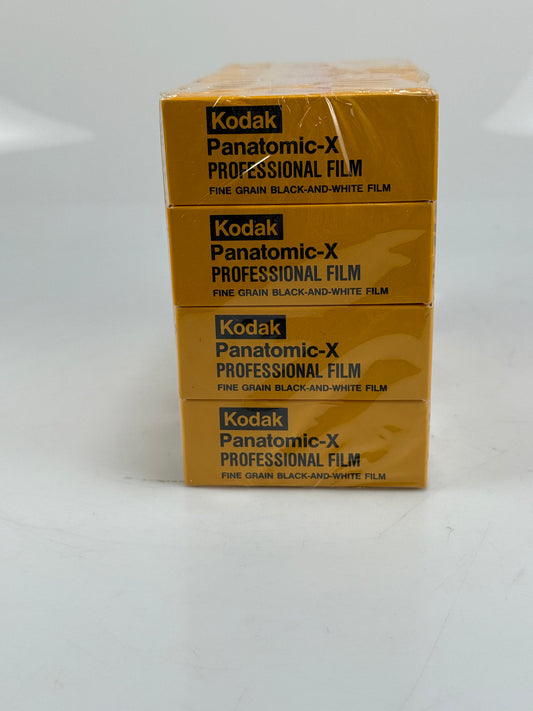 Kodak
Panatomic-X
PROFESSIONAL FILM
FINE GRAIN BLACK-AND-WHITE FILM
Kodak
Panatomic-X
PROFESSIONAL FILM
FINE GRAIN BLACK-AND-WHITE FILM
Kodak
Panatomic-X
PROFESSIONAL FILM
FINE GRAIN BLACK-AND-WHITE FILM
Kodak
Panatomic-X
PROFESSIONAL FILM
FINE GRAIN BLACK-AND-WHITE FILM